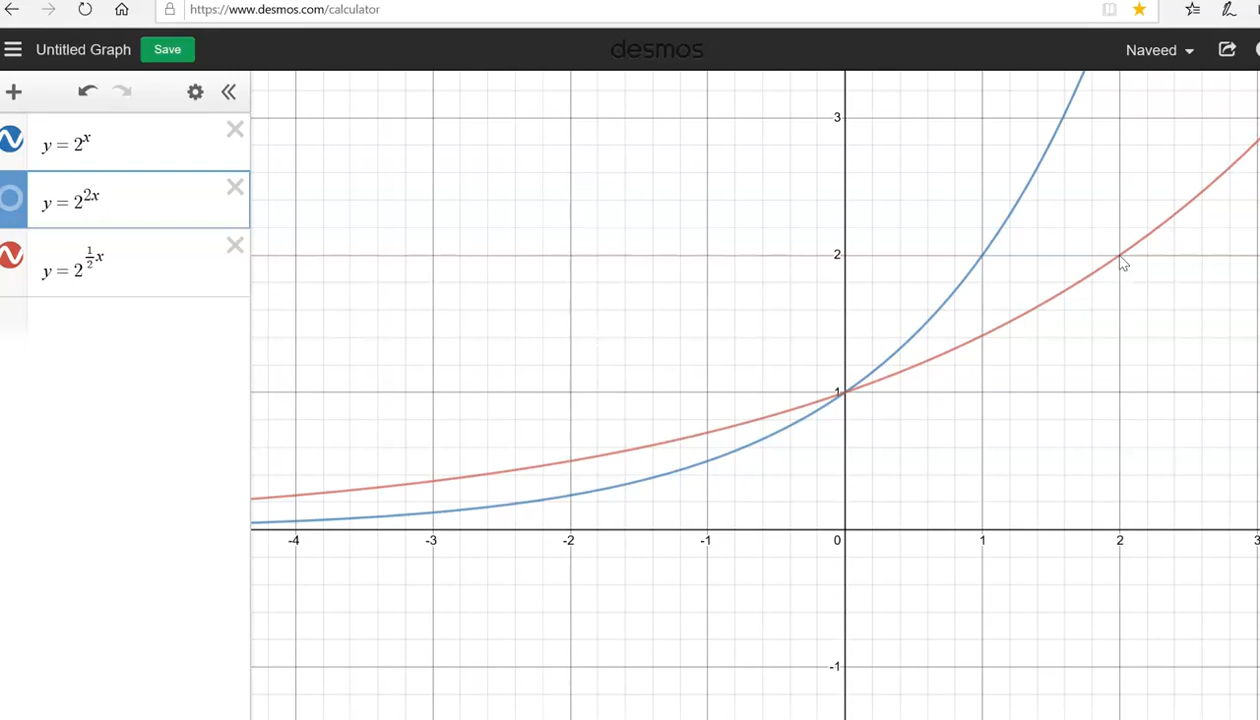 https://www.desmos.com/calculator
Untitled Graph Save desmos Naveed
y = 2^x
y = 2^{2x}
y = 2^{\frac{1}{2}x}
3
2
1
-4 -3 -2 -1 0 1 2 3
-1